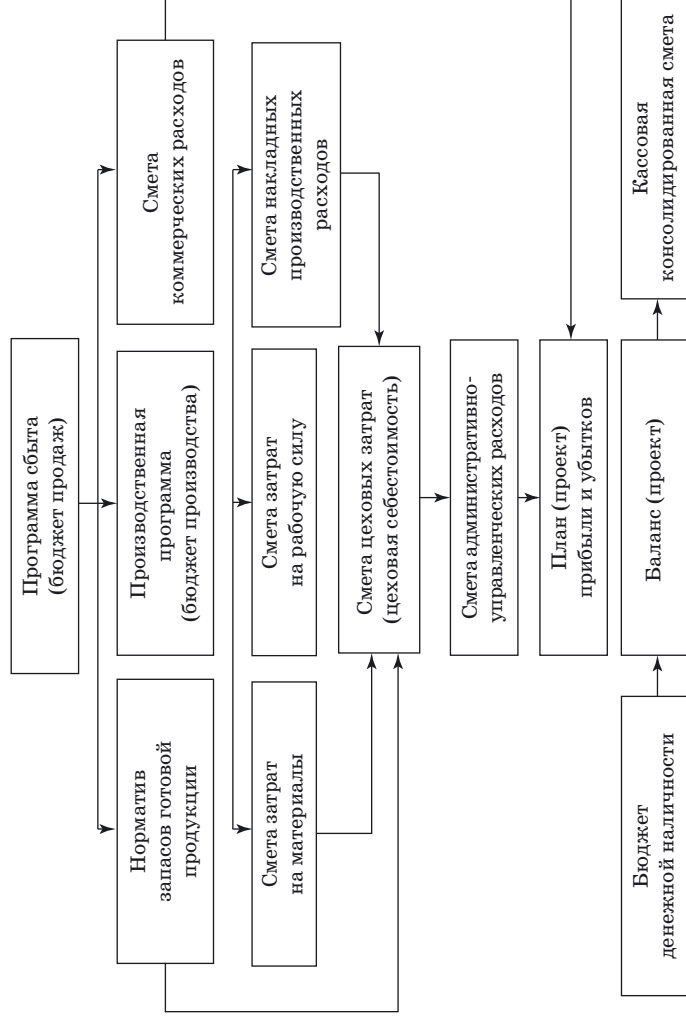 Программа сбыта
(бюджет продаж)
Норматив
запасов готовой
продукции
Производственная
программа
(бюджет производства)
Смета
коммерческих расходов
Смета затрат
на материалы
Смета затрат
на рабочую силу
Смета накладных
производственных
расходов
Смета цеховых затрат
(цеховая себестоимость)
Смета административно-
управленческих расходов
План (проект)
прибыли и убытков
Бюджет
денежной наличности
Баланс (проект)
Кассовая
консолидированная смета